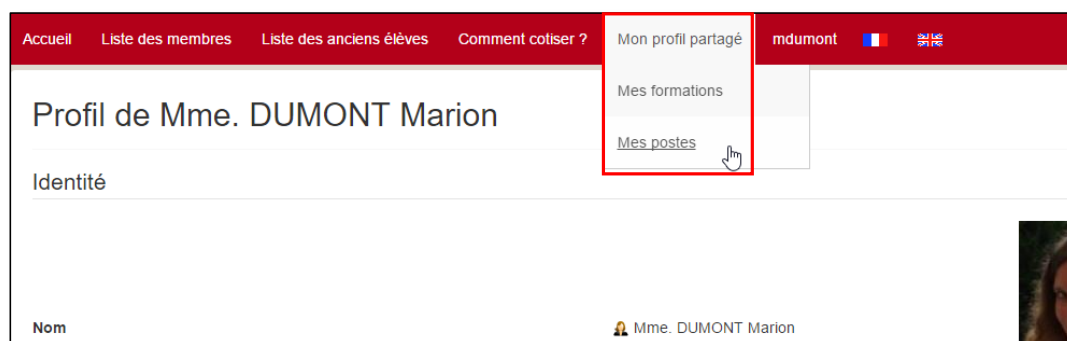 Accueil Liste des membres Liste des anciens élèves Comment cotiser ? Mon profil partagé mdumont
Mes formations
Mes postes
Profil de Mme. DUMONT Marion
Identité
Nom Mme. DUMONT Marion